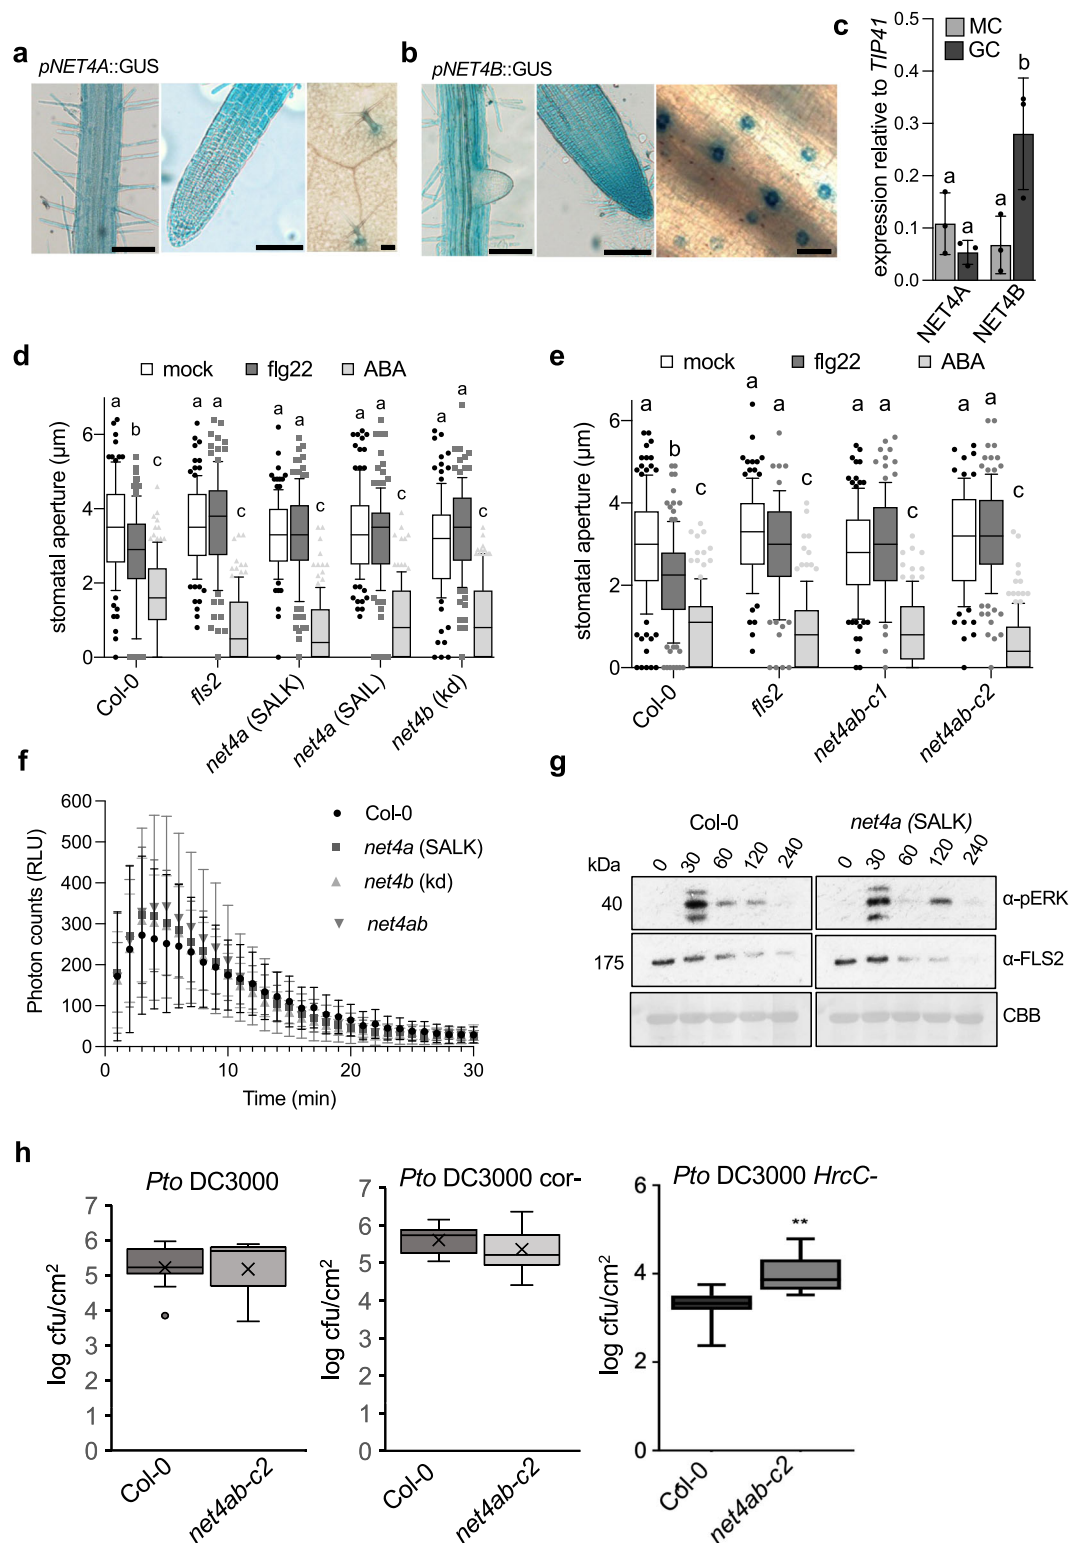 a
pNET4A::GUS
b
pNET4B::GUS
c
MC
GC
expression relative to TIP41
0.5
0.4
0.3
0.2
0.1
0.0
a
a
a
b
NET4A
NET4B
d
mock
flg22
ABA
stomatal aperture (µm)
6
4
2
0
a
b
c
a
a
c
a
a
c
a
a
c
a
a
c
Col-0
fls2
net4a (SALK)
net4a (SAIL)
net4b (kd)
e
mock
flg22
ABA
stomatal aperture (µm)
6
4
2
0
a
b
c
a
a
c
a
a
c
a
a
c
Col-0
fls2
net4ab-c1
net4ab-c2
f
Photon counts (RLU)
600
500
400
300
200
100
0
0
10
20
30
Time (min)
Col-0
net4a (SALK)
net4b (kd)
net4ab
g
Col-0
net4a (SALK)
kDa
0
30
60
120
240
0
30
60
120
240
40
α-pERK
175
α-FLS2
CBB
h
Pto DC3000
log cfu/cm²
7
6
5
4
3
2
1
0
Col-0
net4ab-c2
Pto DC3000 cor-
log cfu/cm²
7
6
5
4
3
2
1
0
Col-0
net4ab-c2
Pto DC3000 HrcC-
log cfu/cm²
6
4
2
0
**
Col-0
net4ab-c2